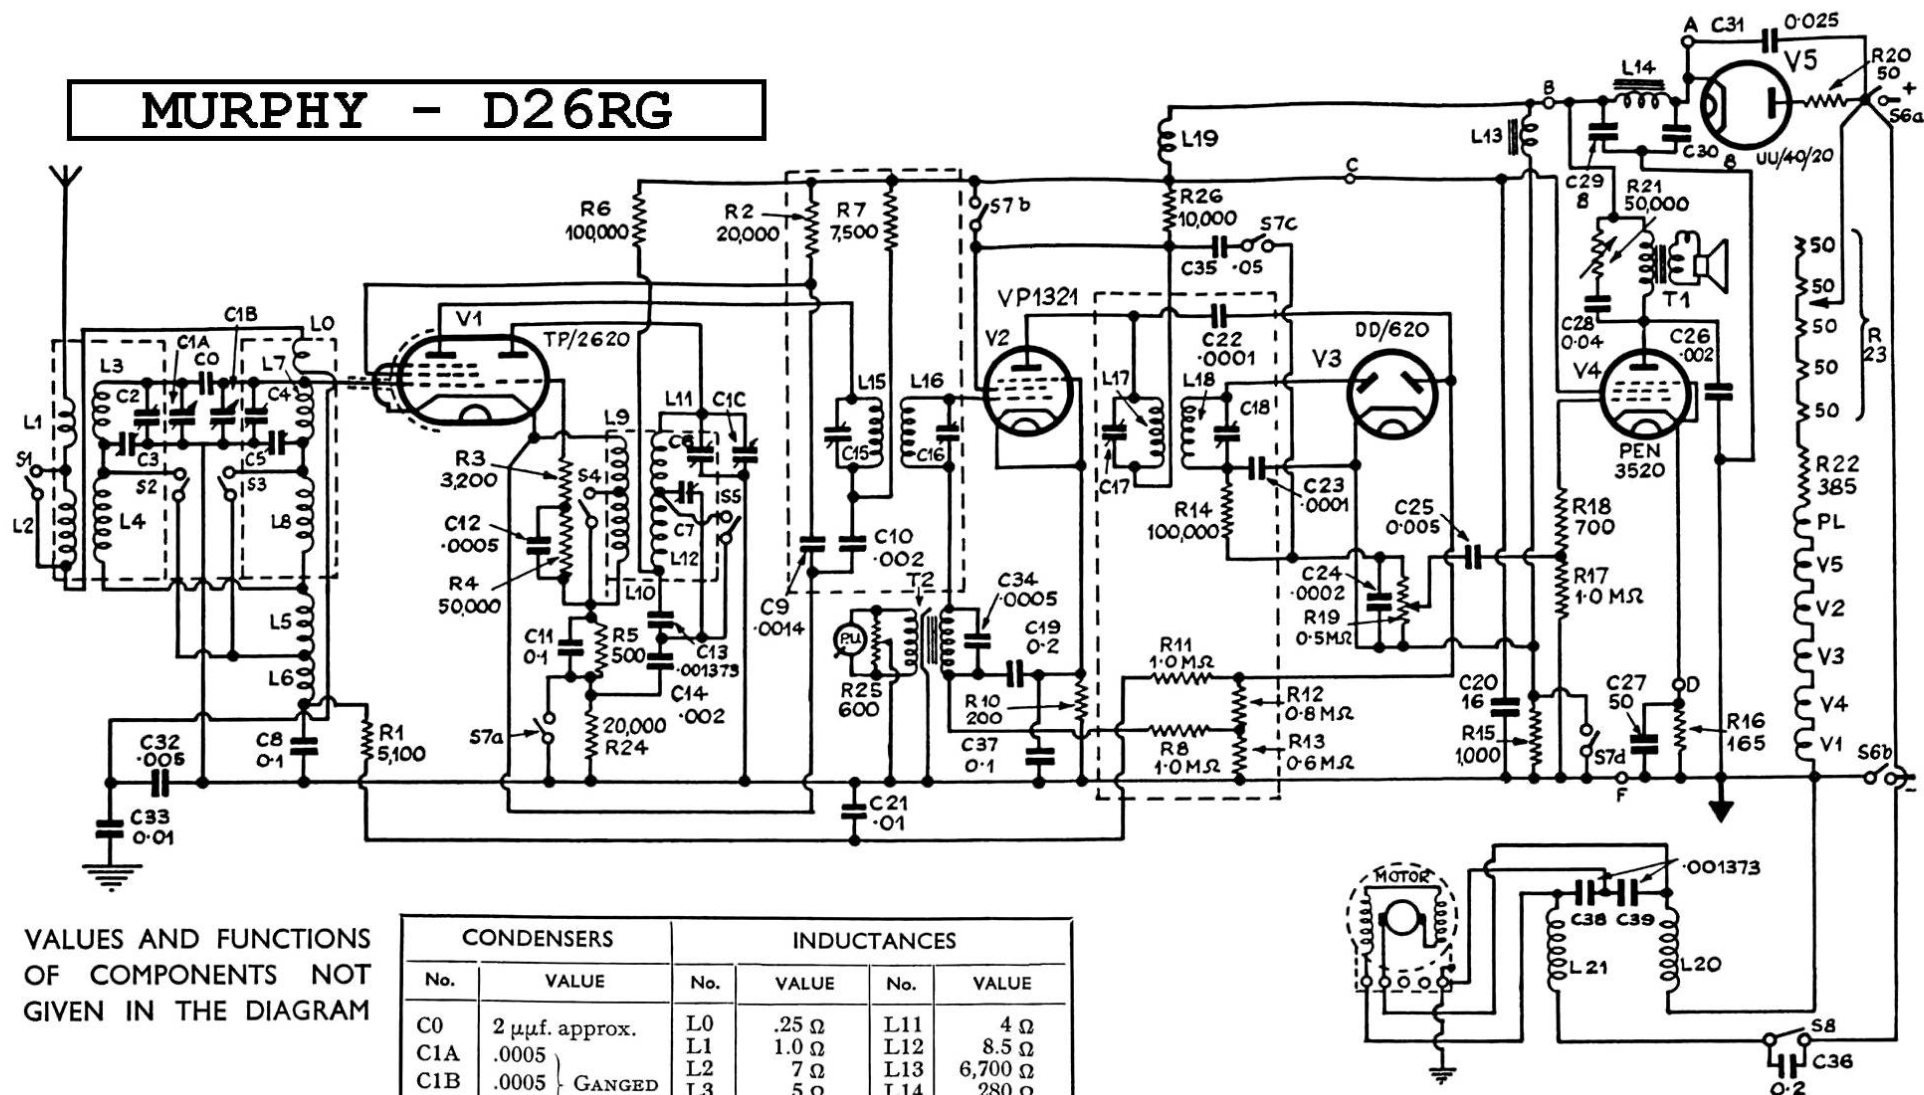 MURPHY - D26RG
A
C31
0·025
V5
R20
50
+
S6a
L14
B
L13
C30
8
UU/40/20
C29
8
R21
50,000
L19
C
R26
10,000
S7c
C35 ·05
S7b
R6
100,000
R2
20,000
R7
7,500
VP1321
V2
C22
·0001
DD/620
V3
T1
C28
0·04
C26
·002
V4
PEN
3520
50
50
50
50
50
R
23
R22
385
PL
V5
V2
V3
V4
V1
S6b
-
V1
TP/2620
C1B
C1A
C0
L0
L7
L3
C2
C4
L1
C3
C5
S1
S2
S3
L2
L4
L8
L5
L6
R3
3,200
C12
·0005
R4
50,000
L9
S4
L11
C1C
C6
C7
S5
L12
L10
C11
0·1
R5
500
C13
·001373
C14
·002
S7a
20,000
R24
L15
L16
C15
C16
C10
·002
C9
·0014
T2
C34
·0005
P.U
R25
600
C19
0·2
R10
200
C37
0·1
L17
L18
C17
C18
C23
·0001
R14
100,000
C24
·0002
R19
0·5MΩ
C25
0·005
R18
700
R17
1·0 MΩ
R11
1·0 MΩ
R12
0·8 MΩ
R8
1·0 MΩ
R13
0·6 MΩ
C20
16
R15
1,000
S7d
C27
50
D
R16
165
F
C32
·005
C8
0·1
R1
5,100
C33
0·01
C21
·01
MOTOR
·001373
C38
C39
L21
L20
S8
C36
0·2
VALUES AND FUNCTIONS
OF COMPONENTS NOT
GIVEN IN THE DIAGRAM
CONDENSERS INDUCTANCES
No. VALUE No. VALUE No. VALUE
C0 2 μμf. approx. L0 .25 Ω L11 4 Ω
C1A .0005 L1 1.0 Ω L12 8.5 Ω
C1B .0005 GANGED L2 7 Ω L13 6,700 Ω
L3 5 Ω L14 280 Ω